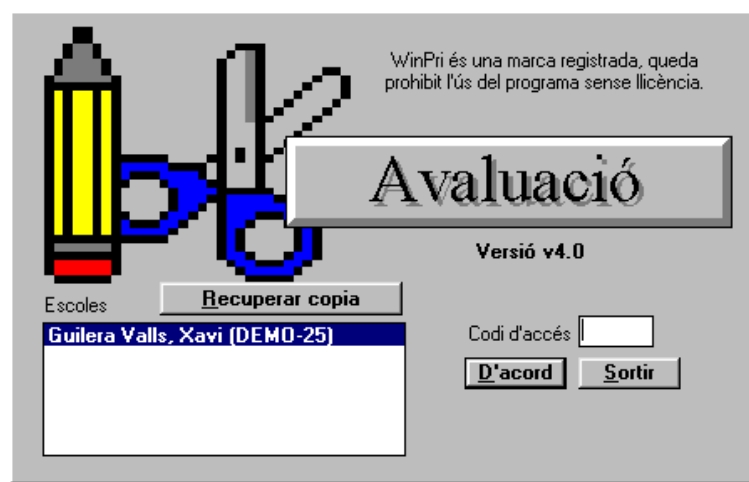 WinPri és una marca registrada, queda
prohibit l'ús del programa sense llicència.
Avaluació
Versió v4.0
Escoles
Recuperar copia
Guilera Valls, Xavi (DEMO-25)
Codi d'accés
D'acord
Sortir